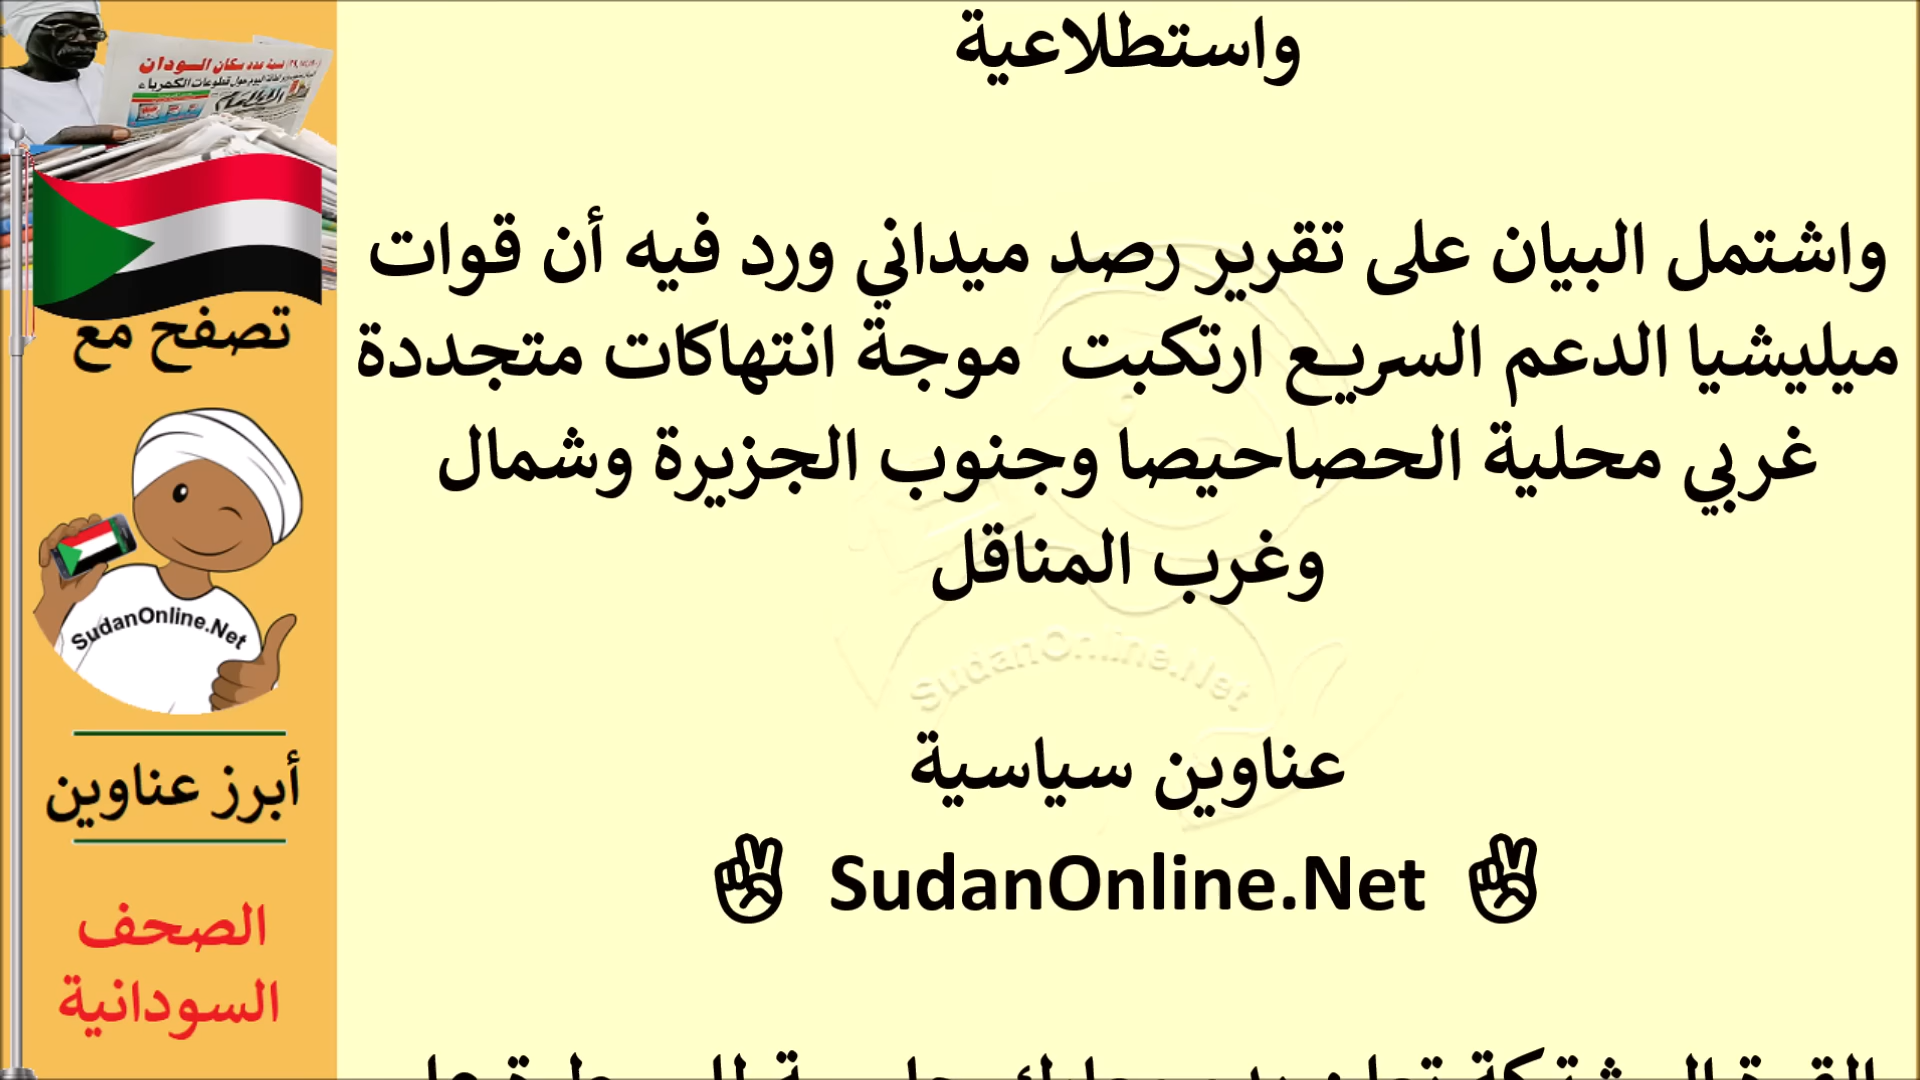 واستطلاعية
واشتمل البيان على تقرير رصد ميداني ورد فيه أن قوات
ميليشيا الدعم السريع ارتكبت موجة انتهاكات متجددة
غربي محلية الحصاحيصا وجنوب الجزيرة وشمال
وغرب المناقل
عناوين سياسية
✌ SudanOnline.Net ✌
تصفح مع
SudanOnline.Net
أبرز عناوين
الصحف
السودانية
SudanOnline.Net